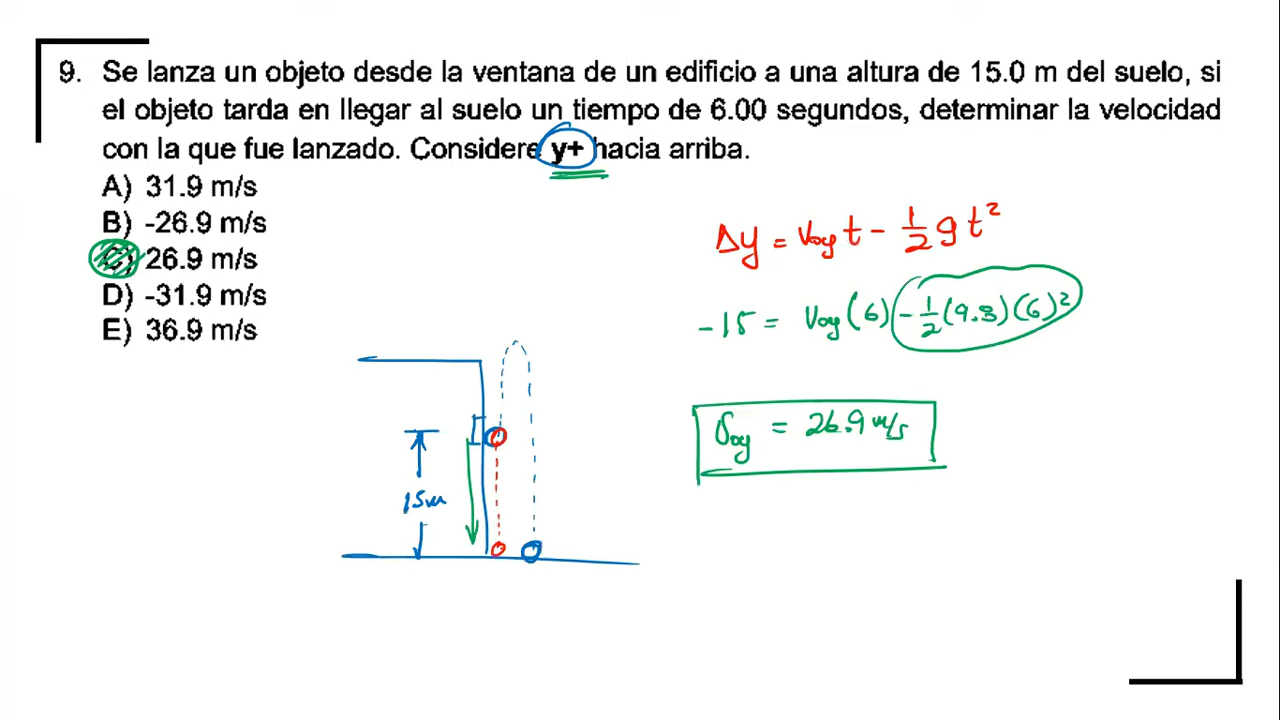 9. Se lanza un objeto desde la ventana de un edificio a una altura de 15.0 m del suelo, si
el objeto tarda en llegar al suelo un tiempo de 6.00 segundos, determinar la velocidad
con la que fue lanzado. Considere y+ hacia arriba.
A) 31.9 m/s
B) -26.9 m/s
C) 26.9 m/s
D) -31.9 m/s
E) 36.9 m/s
Δy = Voy t - 1/2 g t²
-15 = Voy (6) - 1/2 (9.8) (6)²
Voy = 26.9 m/s
15m